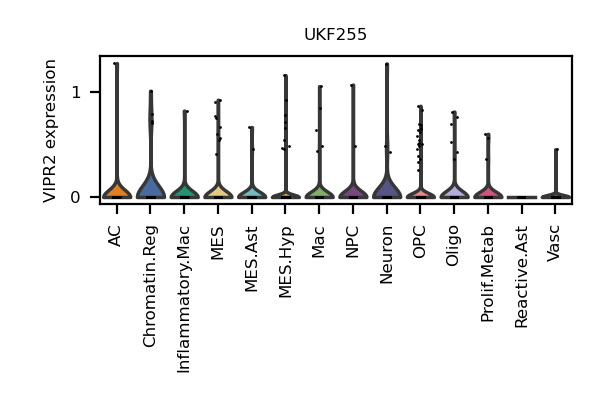 UKF255
VIPR2 expression
1
0
AC
Chromatin.Reg
Inflammatory.Mac
MES
MES.Ast
MES.Hyp
Mac
NPC
Neuron
OPC
Oligo
Prolif.Metab
Reactive.Ast
Vasc